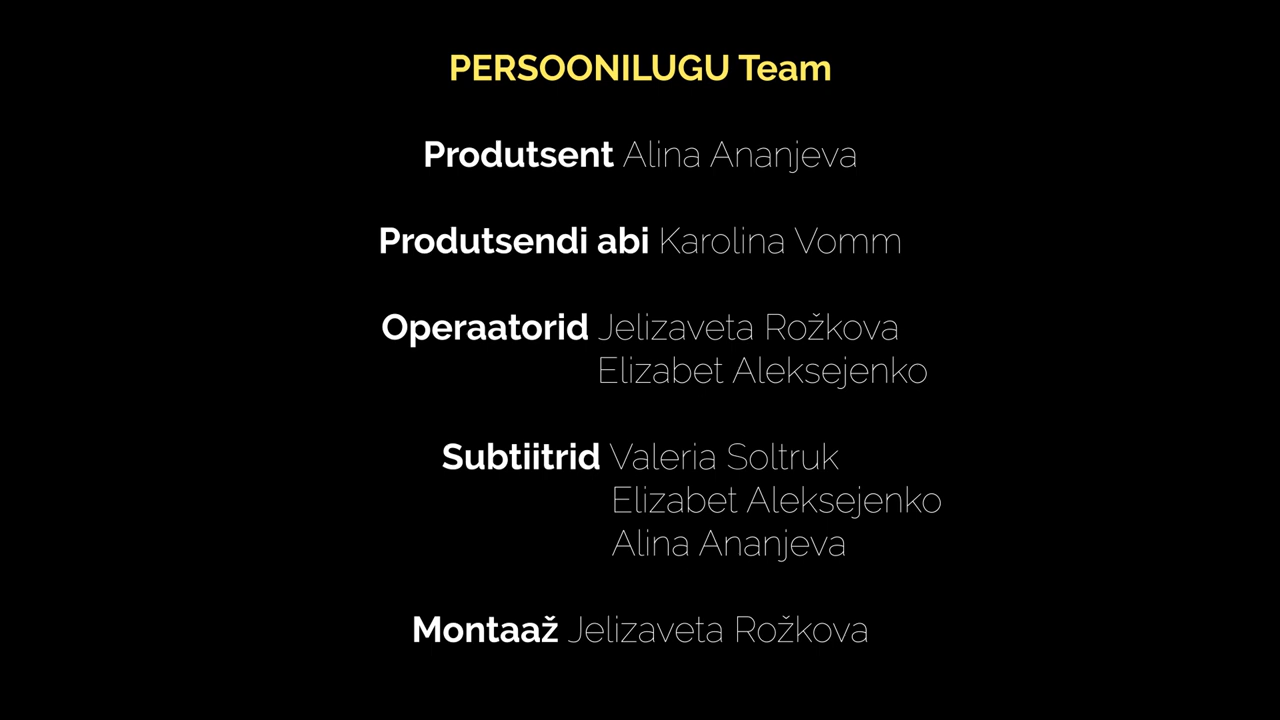 PERSOONILUGU Team
Produtsent Alina Ananjeva
Produtsendi abi Karolina Vomm
Operaatorid Jelizaveta Rožkova
Elizabet Aleksejenko
Subtiitrid Valeria Soltruk
Elizabet Aleksejenko
Alina Ananjeva
Montaaž Jelizaveta Rožkova